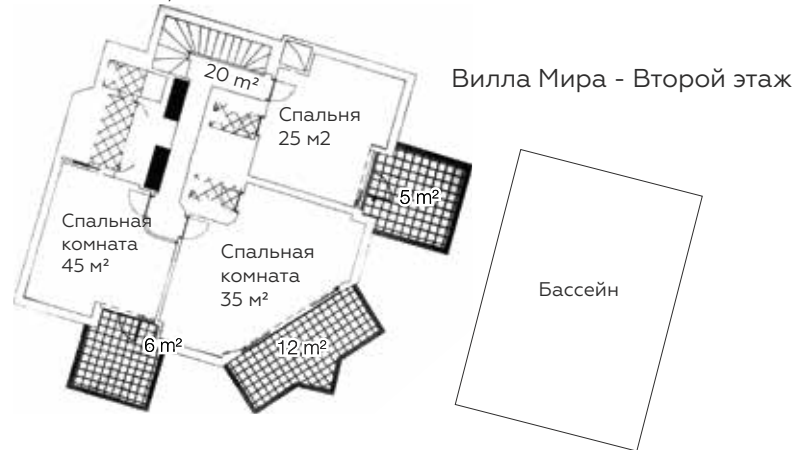 20 m²
Вилла Мира - Второй этаж
Спальня
25 м2
5 m²
Спальная
комната
45 м²
Спальная
комната
35 м²
Бассейн
6 m²
12 m²